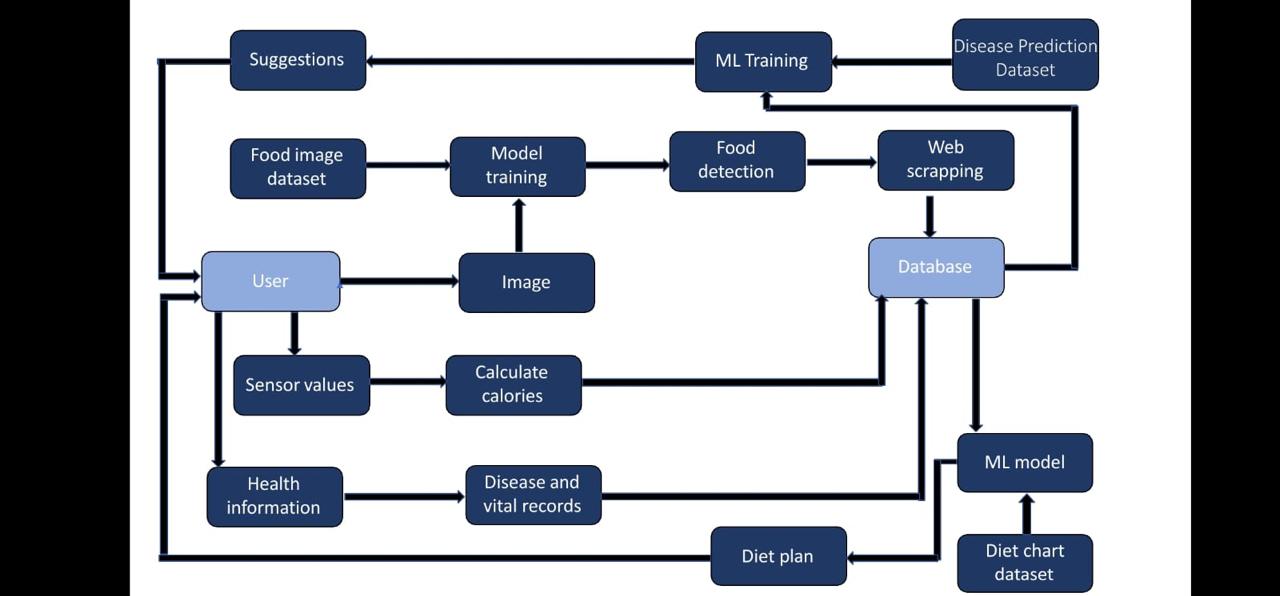 Suggestions
ML Training
Disease Prediction
Dataset
Food image
dataset
Model
training
Food
detection
Web
scrapping
User
Image
Database
Sensor values
Calculate
calories
Health
information
Disease and
vital records
ML model
Diet plan
Diet chart
dataset